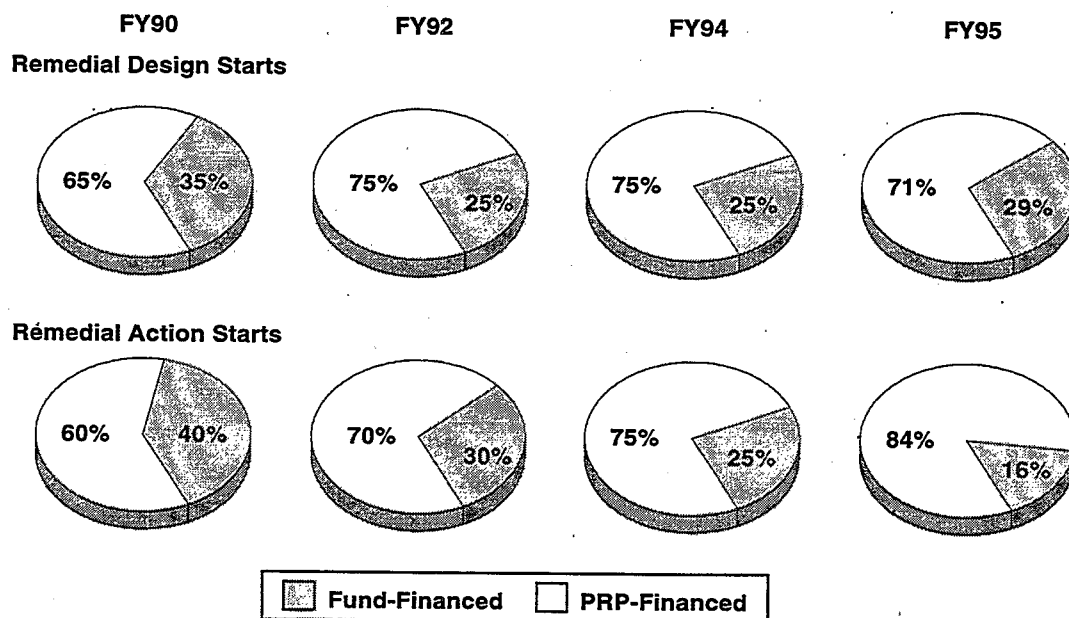 FY90 FY92 FY94 FY95
Remedial Design Starts
65% 35% 75% 25% 75% 25% 71% 29%
Rémedial Action Starts
60% 40% 70% 30% 75% 25% 84% 16%
Fund-Financed PRP-Financed